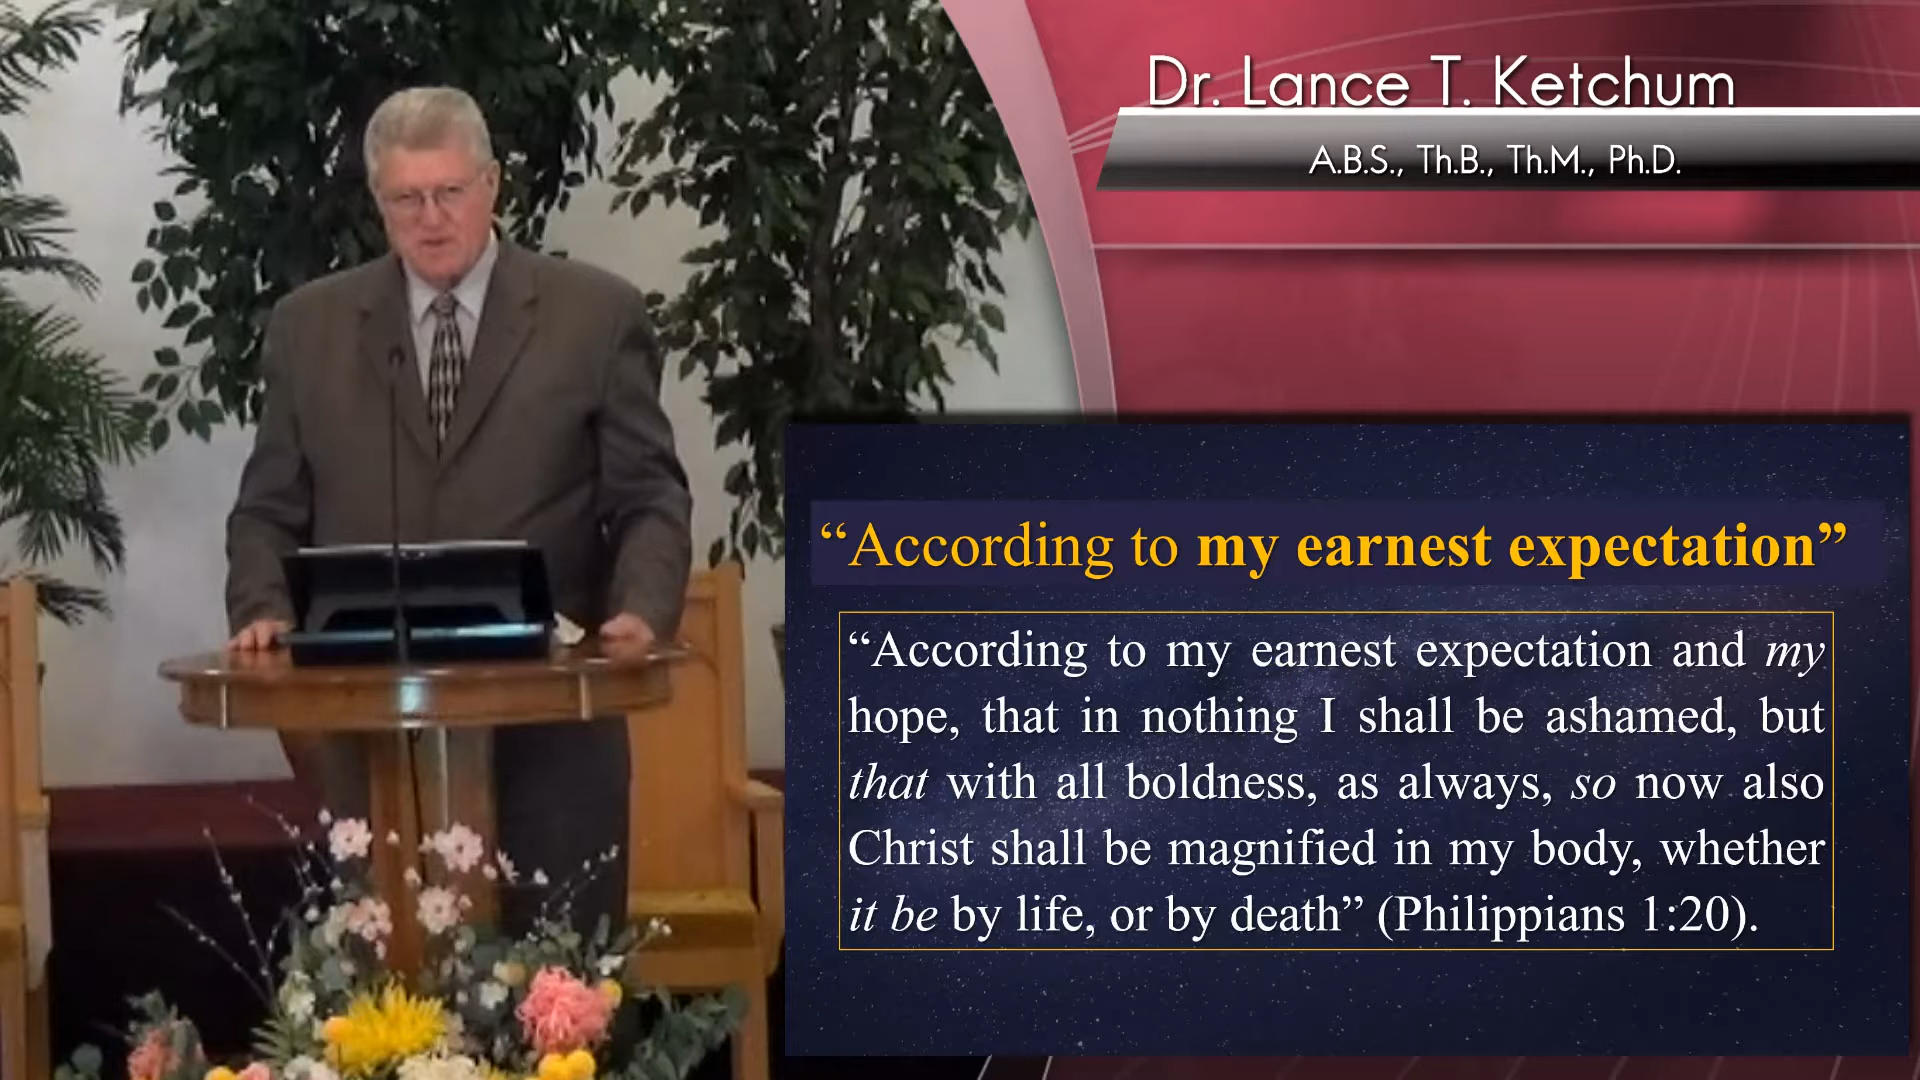 Dr. Lance T. Ketchum
A.B.S., Th.B., Th.M., Ph.D.
“According to my earnest expectation”
“According to my earnest expectation and my
hope, that in nothing I shall be ashamed, but
that with all boldness, as always, so now also
Christ shall be magnified in my body, whether
it be by life, or by death” (Philippians 1:20).